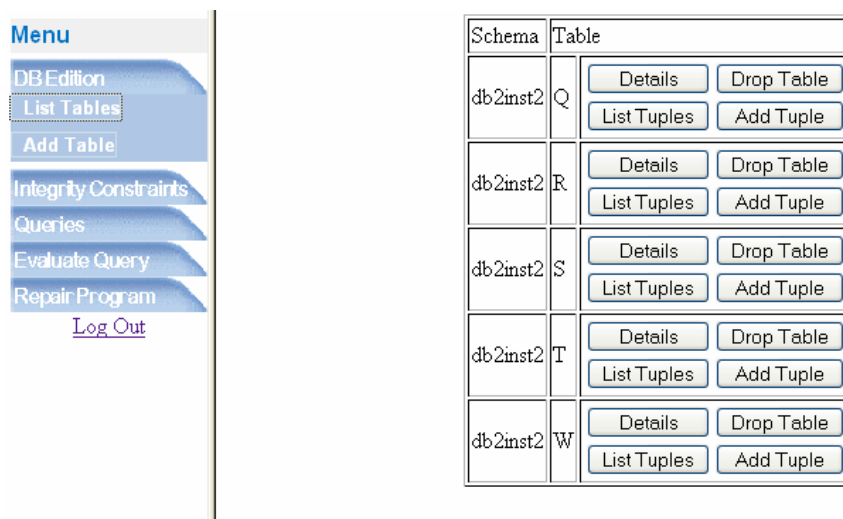 Menu
DB Edition
List Tables
Add Table
Integrity Constraints
Queries
Evaluate Query
Repair Program
Log Out
Schema Table
db2inst2 Q Details Drop Table
List Tuples Add Tuple
db2inst2 R Details Drop Table
List Tuples Add Tuple
db2inst2 S Details Drop Table
List Tuples Add Tuple
db2inst2 T Details Drop Table
List Tuples Add Tuple
db2inst2 W Details Drop Table
List Tuples Add Tuple